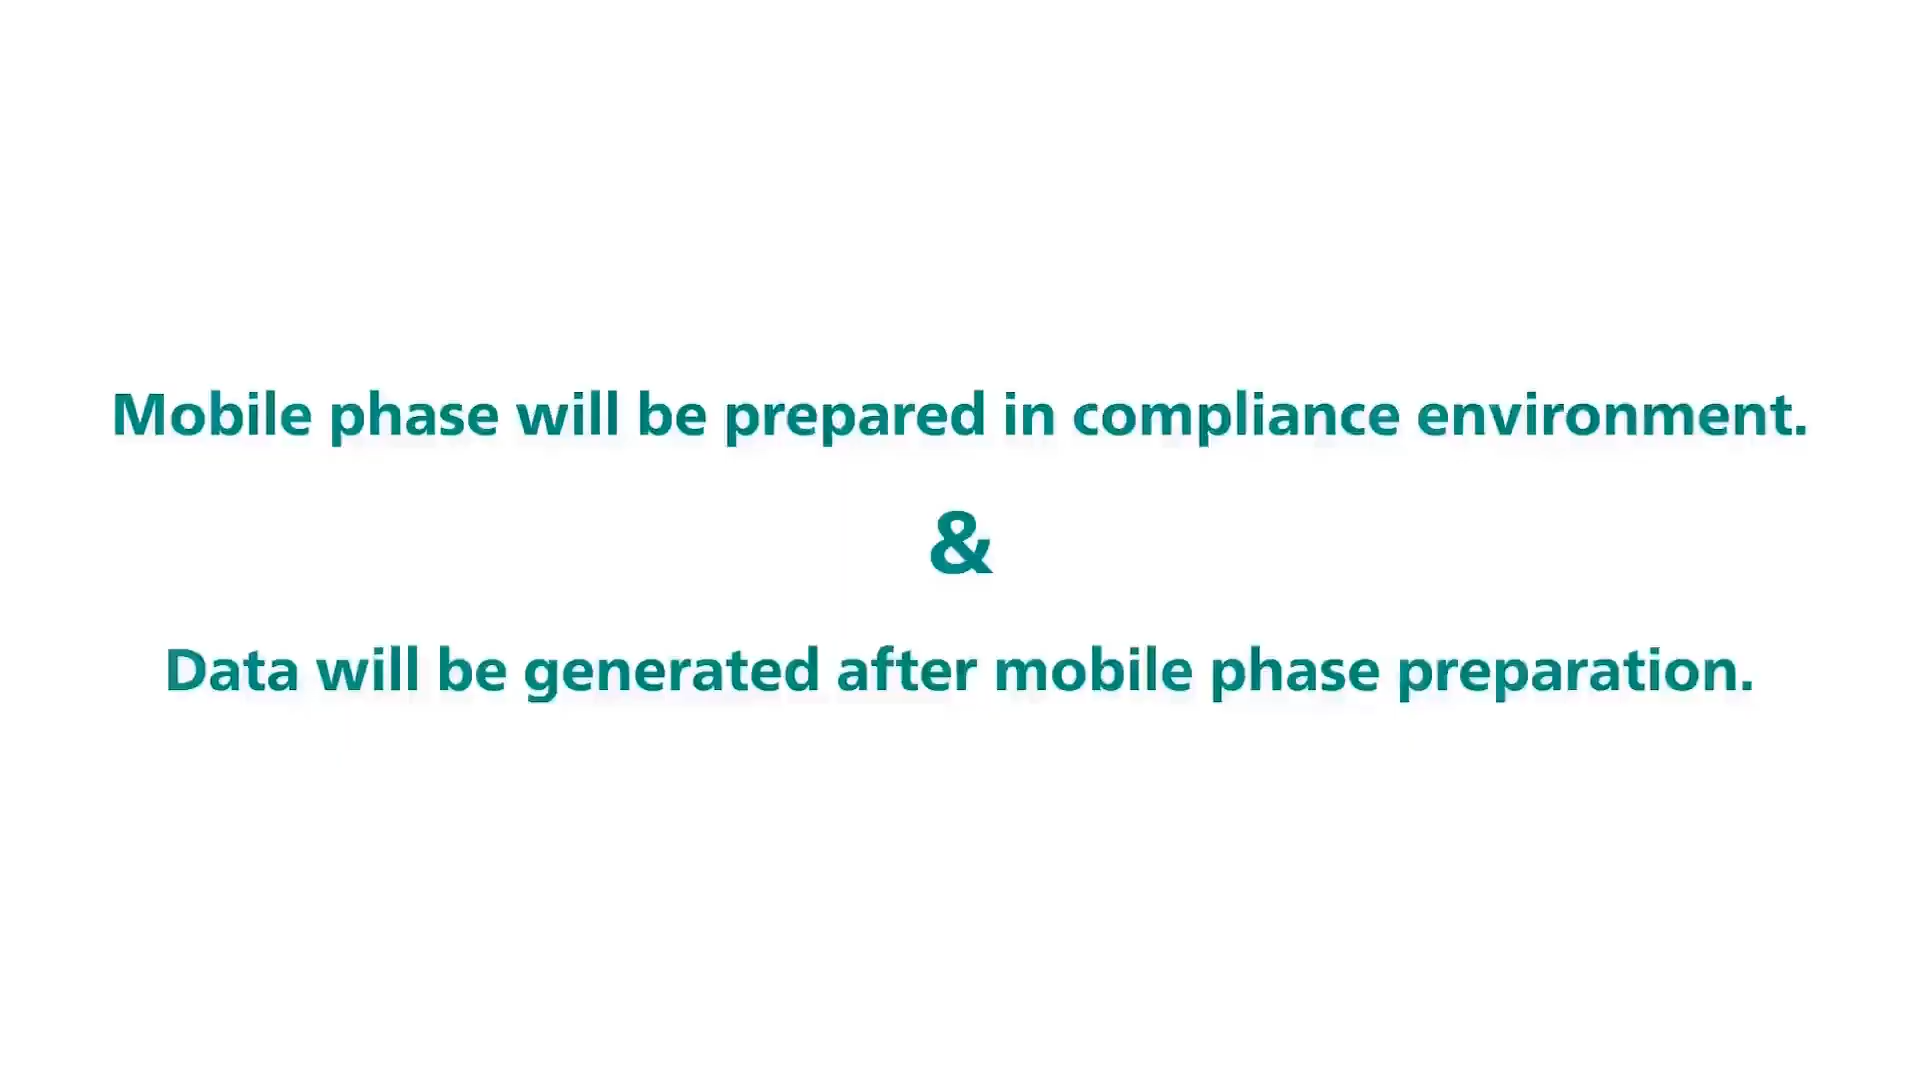 Mobile phase will be prepared in compliance environment.
&
Data will be generated after mobile phase preparation.